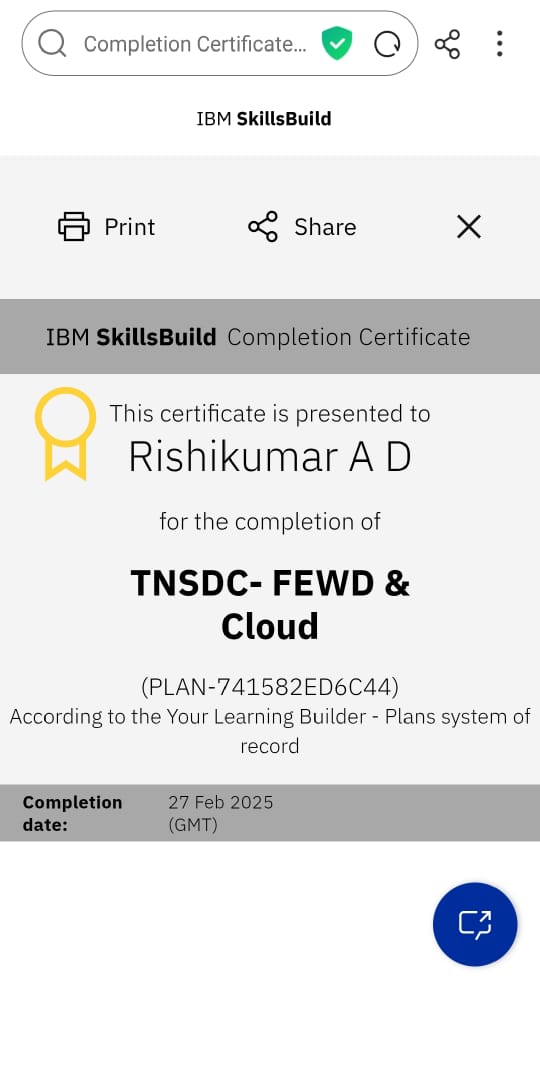 Completion Certificate...
IBM SkillsBuild
Print
Share
IBM SkillsBuild Completion Certificate
This certificate is presented to
Rishikumar A D
for the completion of
TNSDC- FEWD &
Cloud
(PLAN-741582ED6C44)
According to the Your Learning Builder - Plans system of
record
Completion date: 27 Feb 2025 (GMT)